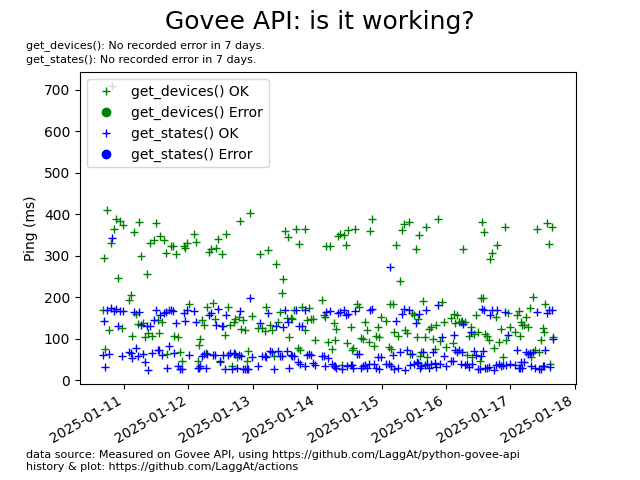 Govee API: is it working?
get_devices(): No recorded error in 7 days.
get_states(): No recorded error in 7 days.
get_devices() OK
get_devices() Error
get_states() OK
get_states() Error
Ping (ms)
700
600
500
400
300
200
100
0
2025-01-11
2025-01-12
2025-01-13
2025-01-14
2025-01-15
2025-01-16
2025-01-17
2025-01-18
data source: Measured on Govee API, using https://github.com/LaggAt/python-govee-api
history & plot: https://github.com/LaggAt/actions